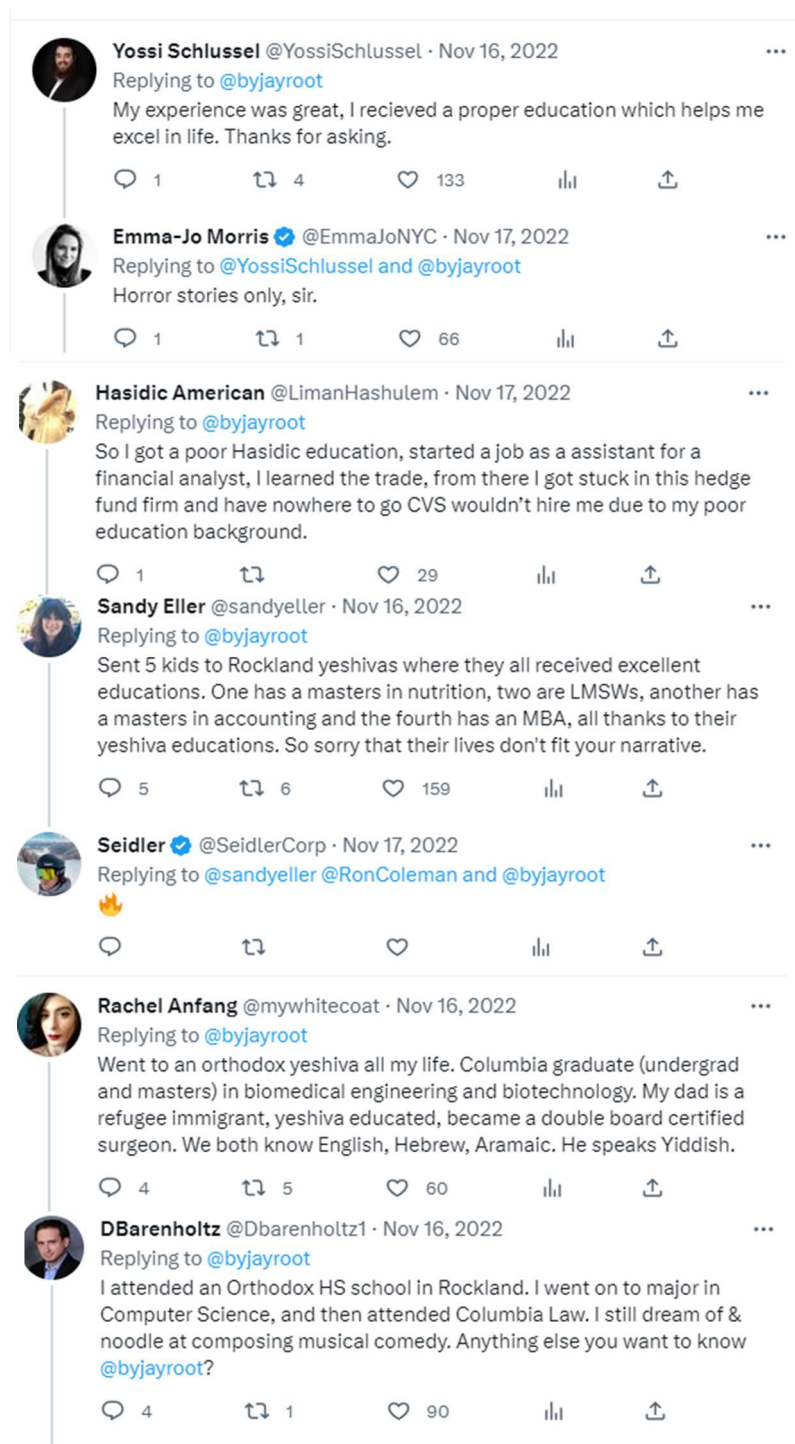 Yossi Schlussel @YossiSchlussel · Nov 16, 2022
Replying to @byjayroot
My experience was great, I recieved a proper education which helps me
excel in life. Thanks for asking.
1 4 133
Emma-Jo Morris @EmmaJoNYC · Nov 17, 2022
Replying to @YossiSchlussel and @byjayroot
Horror stories only, sir.
1 1 66
Hasidic American @LimanHashulem · Nov 17, 2022
Replying to @byjayroot
So I got a poor Hasidic education, started a job as a assistant for a
financial analyst, I learned the trade, from there I got stuck in this hedge
fund firm and have nowhere to go CVS wouldn’t hire me due to my poor
education background.
1 29
Sandy Eller @sandyeller · Nov 16, 2022
Replying to @byjayroot
Sent 5 kids to Rockland yeshivas where they all received excellent
educations. One has a masters in nutrition, two are LMSWs, another has
a masters in accounting and the fourth has an MBA, all thanks to their
yeshiva educations. So sorry that their lives don't fit your narrative.
5 6 159
Seidler @SeidlerCorp · Nov 17, 2022
Replying to @sandyeller @RonColeman and @byjayroot
🔥
Rachel Anfang @mywhitecoat · Nov 16, 2022
Replying to @byjayroot
Went to an orthodox yeshiva all my life. Columbia graduate (undergrad
and masters) in biomedical engineering and biotechnology. My dad is a
refugee immigrant, yeshiva educated, became a double board certified
surgeon. We both know English, Hebrew, Aramaic. He speaks Yiddish.
4 5 60
DBarenholtz @Dbarenholtz1 · Nov 16, 2022
Replying to @byjayroot
I attended an Orthodox HS school in Rockland. I went on to major in
Computer Science, and then attended Columbia Law. I still dream of &
noodle at composing musical comedy. Anything else you want to know
@byjayroot?
4 1 90